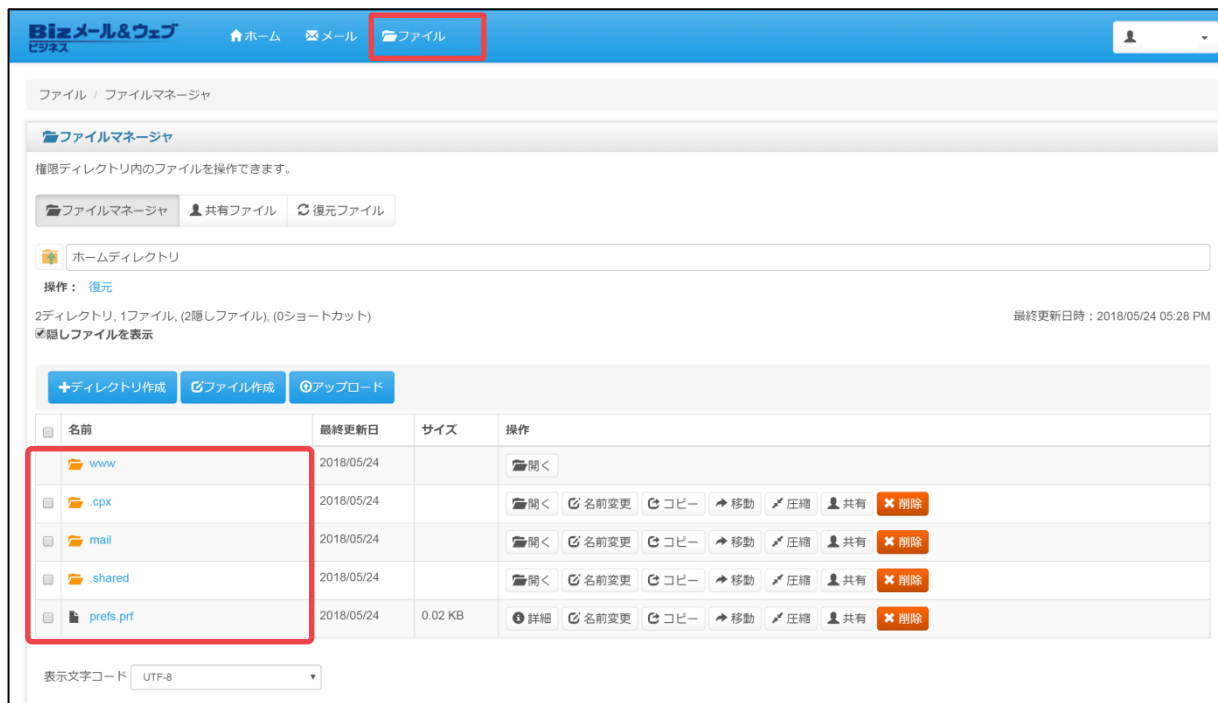 Bizメール&ウェブ
ビジネス
ホーム メール ファイル
ファイル / ファイルマネージャ
ファイルマネージャ
権限ディレクトリ内のファイルを操作できます。
ファイルマネージャ 共有ファイル 復元ファイル
ホームディレクトリ
操作： 復元
2ディレクトリ, 1ファイル, (2隠しファイル), (0ショートカット) 最終更新日時：2018/05/24 05:28 PM
隠しファイルを表示
ディレクトリ作成 ファイル作成 アップロード
名前 最終更新日 サイズ 操作
www 2018/05/24 開く
.cpx 2018/05/24 開く 名前変更 コピー 移動 圧縮 共有 削除
mail 2018/05/24 開く 名前変更 コピー 移動 圧縮 共有 削除
.shared 2018/05/24 開く 名前変更 コピー 移動 圧縮 共有 削除
prefs.prf 2018/05/24 0.02 KB 詳細 名前変更 コピー 移動 圧縮 共有 削除
表示文字コード UTF-8